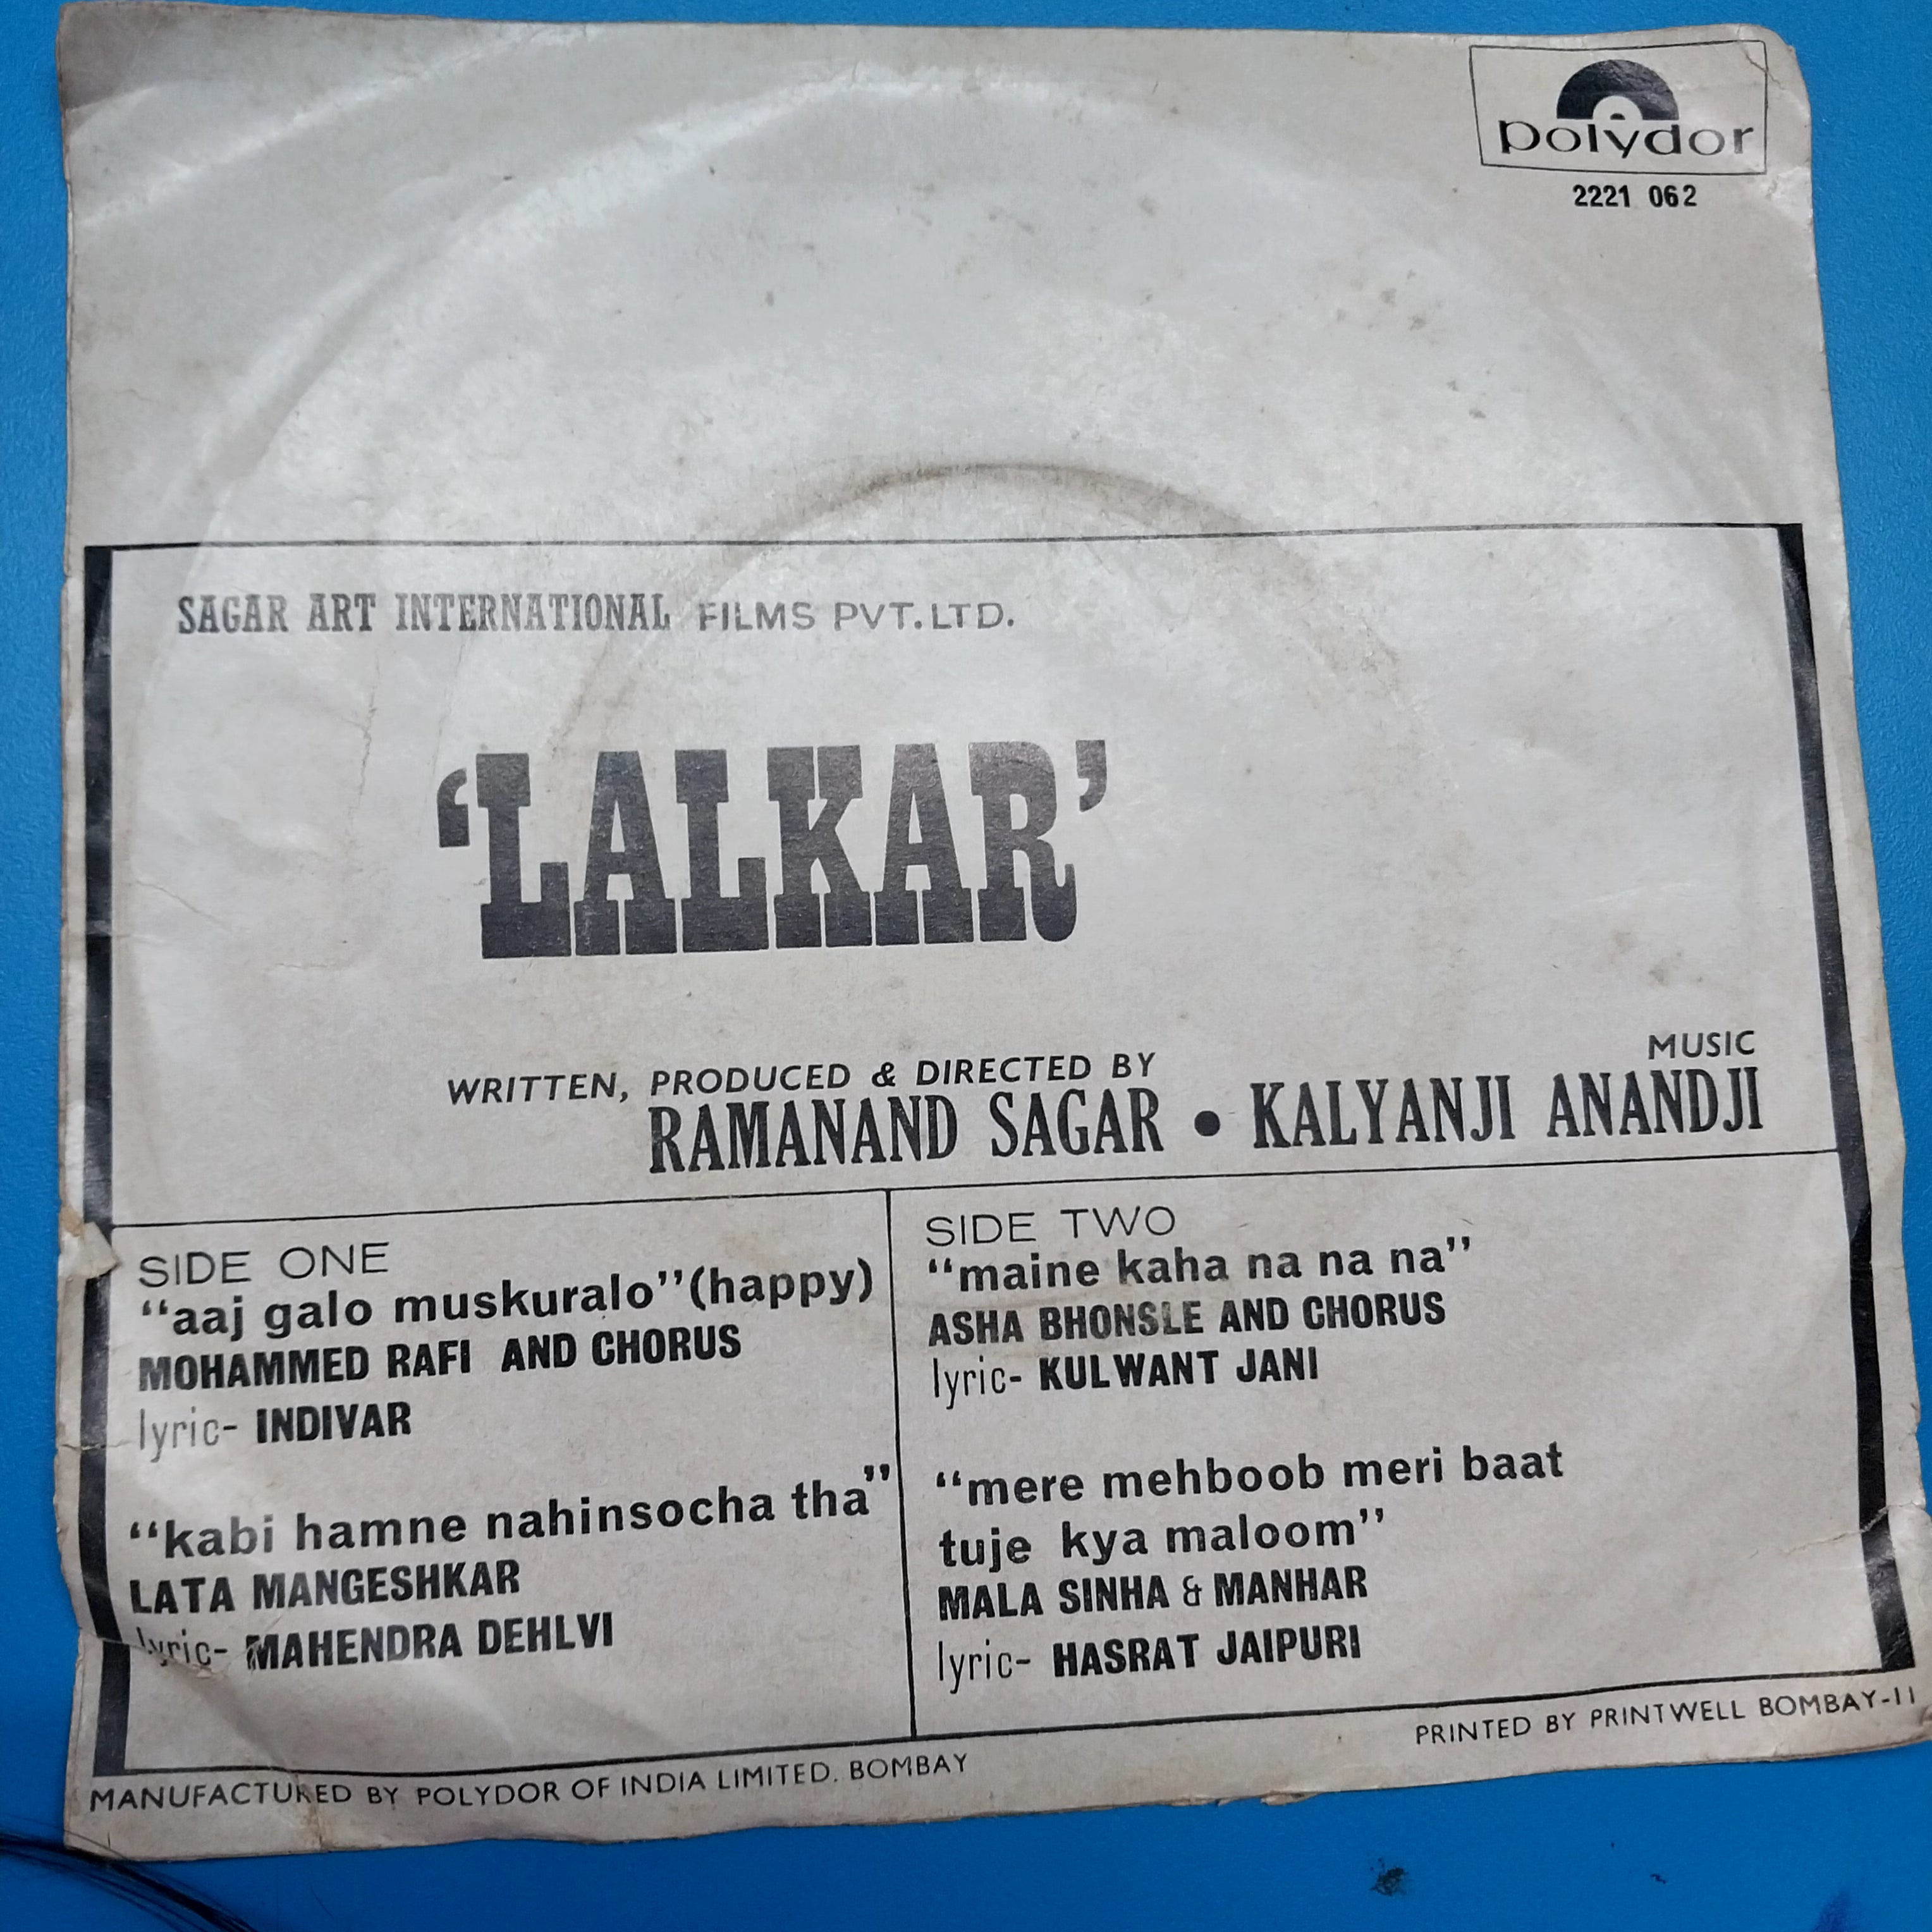 polydor
2221 062
SAGAR ART INTERNATIONAL FILMS PVT. LTD.
‘LALKAR’
WRITTEN, PRODUCED & DIRECTED BY
MUSIC
RAMANAND SAGAR • KALYANJI ANANDJI
SIDE ONE
“aaj galo muskuralo” (happy)
MOHAMMED RAFI AND CHORUS
lyric- INDIVAR
“kabi hamne nahinsocha tha”
LATA MANGESHKAR
lyric- MAHENDRA DEHLVI
SIDE TWO
“maine kaha na na na”
ASHA BHONSLE AND CHORUS
lyric- KULWANT JANI
“mere mehboob meri baat
tuje kya maloom”
MALA SINHA & MANHAR
lyric- HASRAT JAIPURI
MANUFACTURED BY POLYDOR OF INDIA LIMITED. BOMBAY
PRINTED BY PRINTWELL BOMBAY-11